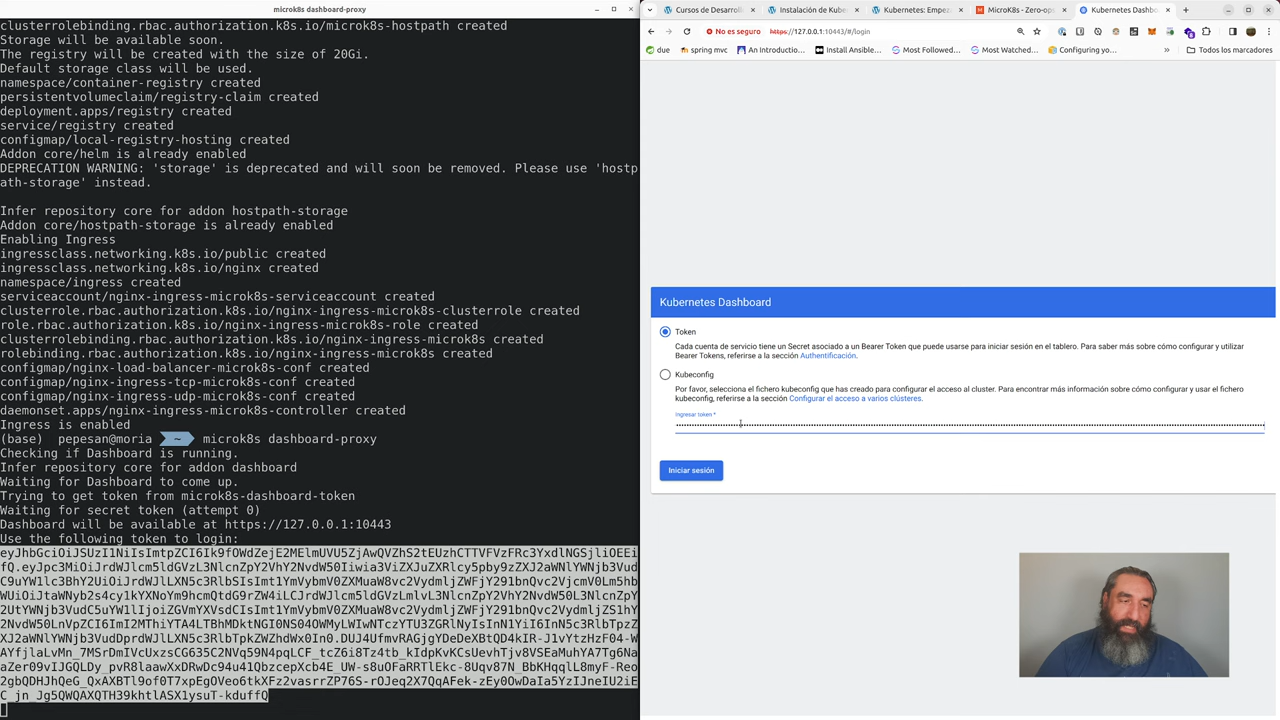 microk8s dashboard-proxy
clusterrolebinding.rbac.authorization.k8s.io/microk8s-hostpath created
Storage will be available soon.
The registry will be created with the size of 20Gi.
Default storage class will be used.
namespace/container-registry created
persistentvolumeclaim/registry-claim created
deployment.apps/registry created
service/registry created
configmap/local-registry-hosting created
Addon core/helm is already enabled
DEPRECATION WARNING: 'storage' is deprecated and will soon be removed. Please use 'hostp
ath-storage' instead.
Infer repository core for addon hostpath-storage
Addon core/hostpath-storage is already enabled
Enabling Ingress
ingressclass.networking.k8s.io/public created
ingressclass.networking.k8s.io/nginx created
namespace/ingress created
serviceaccount/nginx-ingress-microk8s-serviceaccount created
clusterrole.rbac.authorization.k8s.io/nginx-ingress-microk8s-clusterrole created
role.rbac.authorization.k8s.io/nginx-ingress-microk8s-role created
clusterrolebinding.rbac.authorization.k8s.io/nginx-ingress-microk8s created
rolebinding.rbac.authorization.k8s.io/nginx-ingress-microk8s created
configmap/nginx-load-balancer-microk8s-conf created
configmap/nginx-ingress-tcp-microk8s-conf created
configmap/nginx-ingress-udp-microk8s-conf created
daemonset.apps/nginx-ingress-microk8s-controller created
Ingress is enabled
(base) pepesan@moria ~ microk8s dashboard-proxy
Checking if Dashboard is running.
Infer repository core for addon dashboard
Waiting for Dashboard to come up.
Trying to get token from microk8s-dashboard-token
Waiting for secret token (attempt 0)
Dashboard will be available at https://127.0.0.1:10443
Use the following token to login:
Cursos de Desarroll
Instalación de Kube
Kubernetes: Empez
MicroK8s - Zero-ops
Kubernetes Dashbo
No es seguro https://127.0.0.1:10443/#/login
due
spring mvc
An Introductio...
Install Ansible...
Most Followed...
Most Watched...
Configuring yo...
Todos los marcadores
Kubernetes Dashboard
Token
Cada cuenta de servicio tiene un Secret asociado a un Bearer Token que puede usarse para iniciar sesión en el tablero. Para saber más sobre cómo configurar y utilizar
Bearer Tokens, referirse a la sección Authentificación.
Kubeconfig
Por favor, selecciona el fichero kubeconfig que has creado para configurar el acceso al cluster. Para encontrar más información sobre cómo configurar y usar el fichero
kubeconfig, referirse a la sección Configurar el acceso a varios clústeres.
Ingresar token *
Iniciar sesión